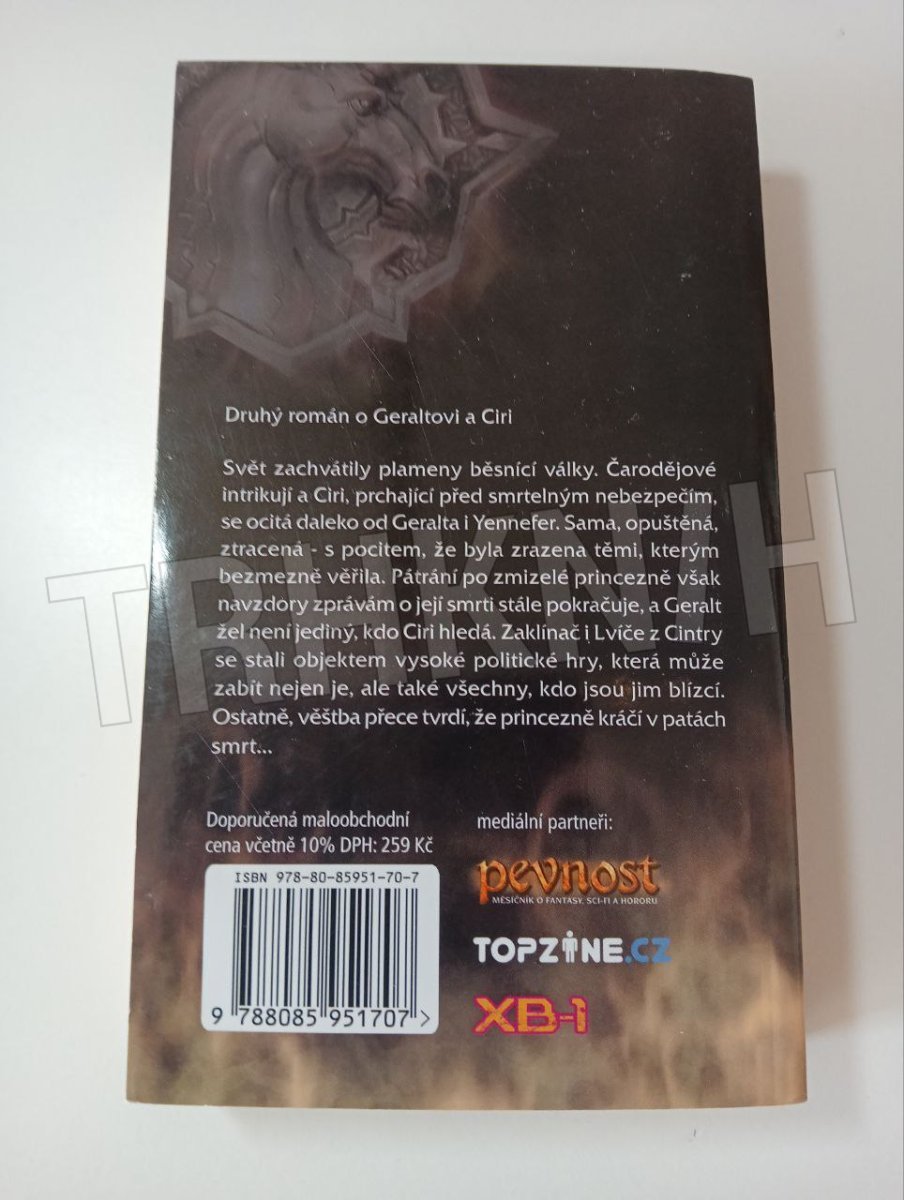 Druhý román o Geraltovi a Ciri
Svět zachvátily plameny běsnící války. Čarodějové
intrikují a Ciri, prchající před smrtelným nebezpečím,
se ocitá daleko od Geralta i Yennefer. Sama, opuštěná,
ztracená - s pocitem, že byla zrazena těmi, kterým
bezmezně věřila. Pátrání po zmizelé princezně však
navzdory zprávám o její smrti stále pokračuje, a Geralt
žel není jediný, kdo Ciri hledá. Zaklínač i Lvíče z Cintry
se stali objektem vysoké politické hry, která může
zabít nejen je, ale také všechny, kdo jsou jim blízcí.
Ostatně, věštba přece tvrdí, že princezně kráčí v patách
smrt...
Doporučená maloobchodní
cena včetně 10% DPH: 259 Kč
ISBN 978-80-85951-70-7
9 788085 951707 >
mediální partneři:
pevnost
MĚSÍČNÍK O FANTASY, SCI-FI A HORORU
TOPZINE.CZ
XB-1
TRHKNIH